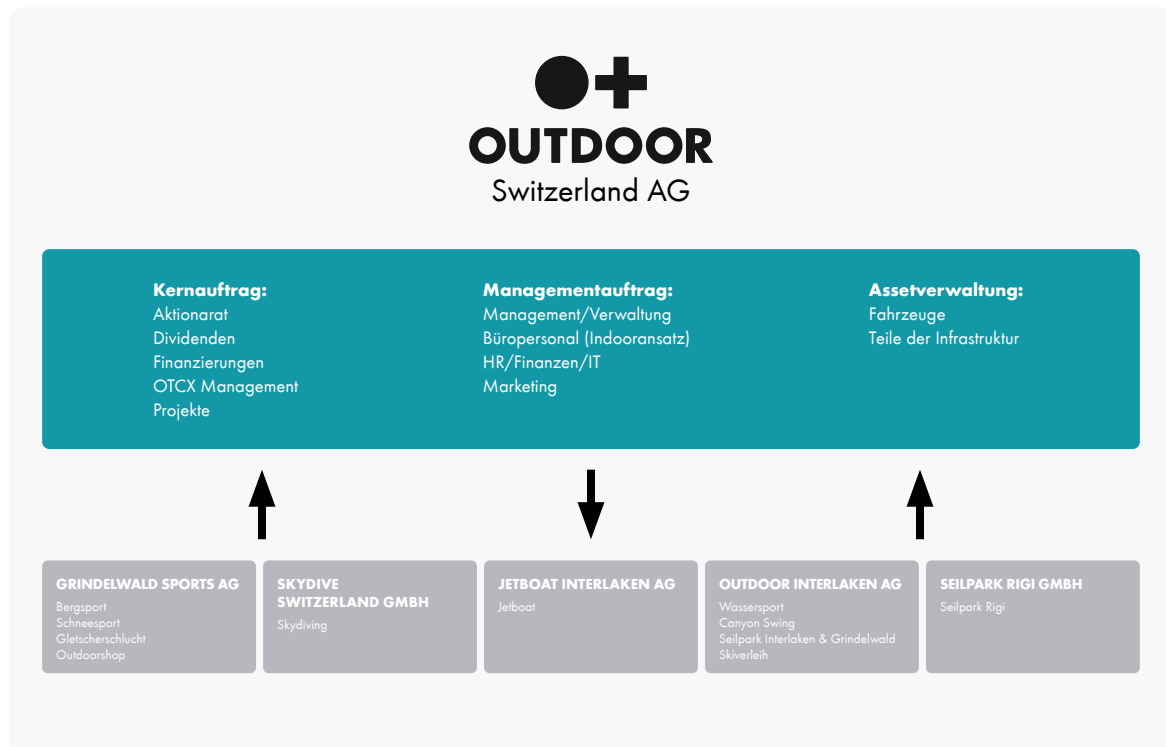 OUTDOOR
Switzerland AG
Kernauftrag:
Aktionarat
Dividenden
Finanzierungen
OTCX Management
Projekte
Managementauftrag:
Management/Verwaltung
Büropersonal (Indooransatz)
HR/Finanzen/IT
Marketing
Assetverwaltung:
Fahrzeuge
Teile der Infrastruktur
GRINDELWALD SPORTS AG
Bergsport
Schneesport
Gletscherschlucht
Outdoorshop
SKYDIVE
SWITZERLAND GMBH
Skydiving
JETBOAT INTERLAKEN AG
Jetboat
OUTDOOR INTERLAKEN AG
Wassersport
Canyon Swing
Seilpark Interlaken & Grindelwald
Skiverleih
SEILPARK RIGI GMBH
Seilpark Rigi